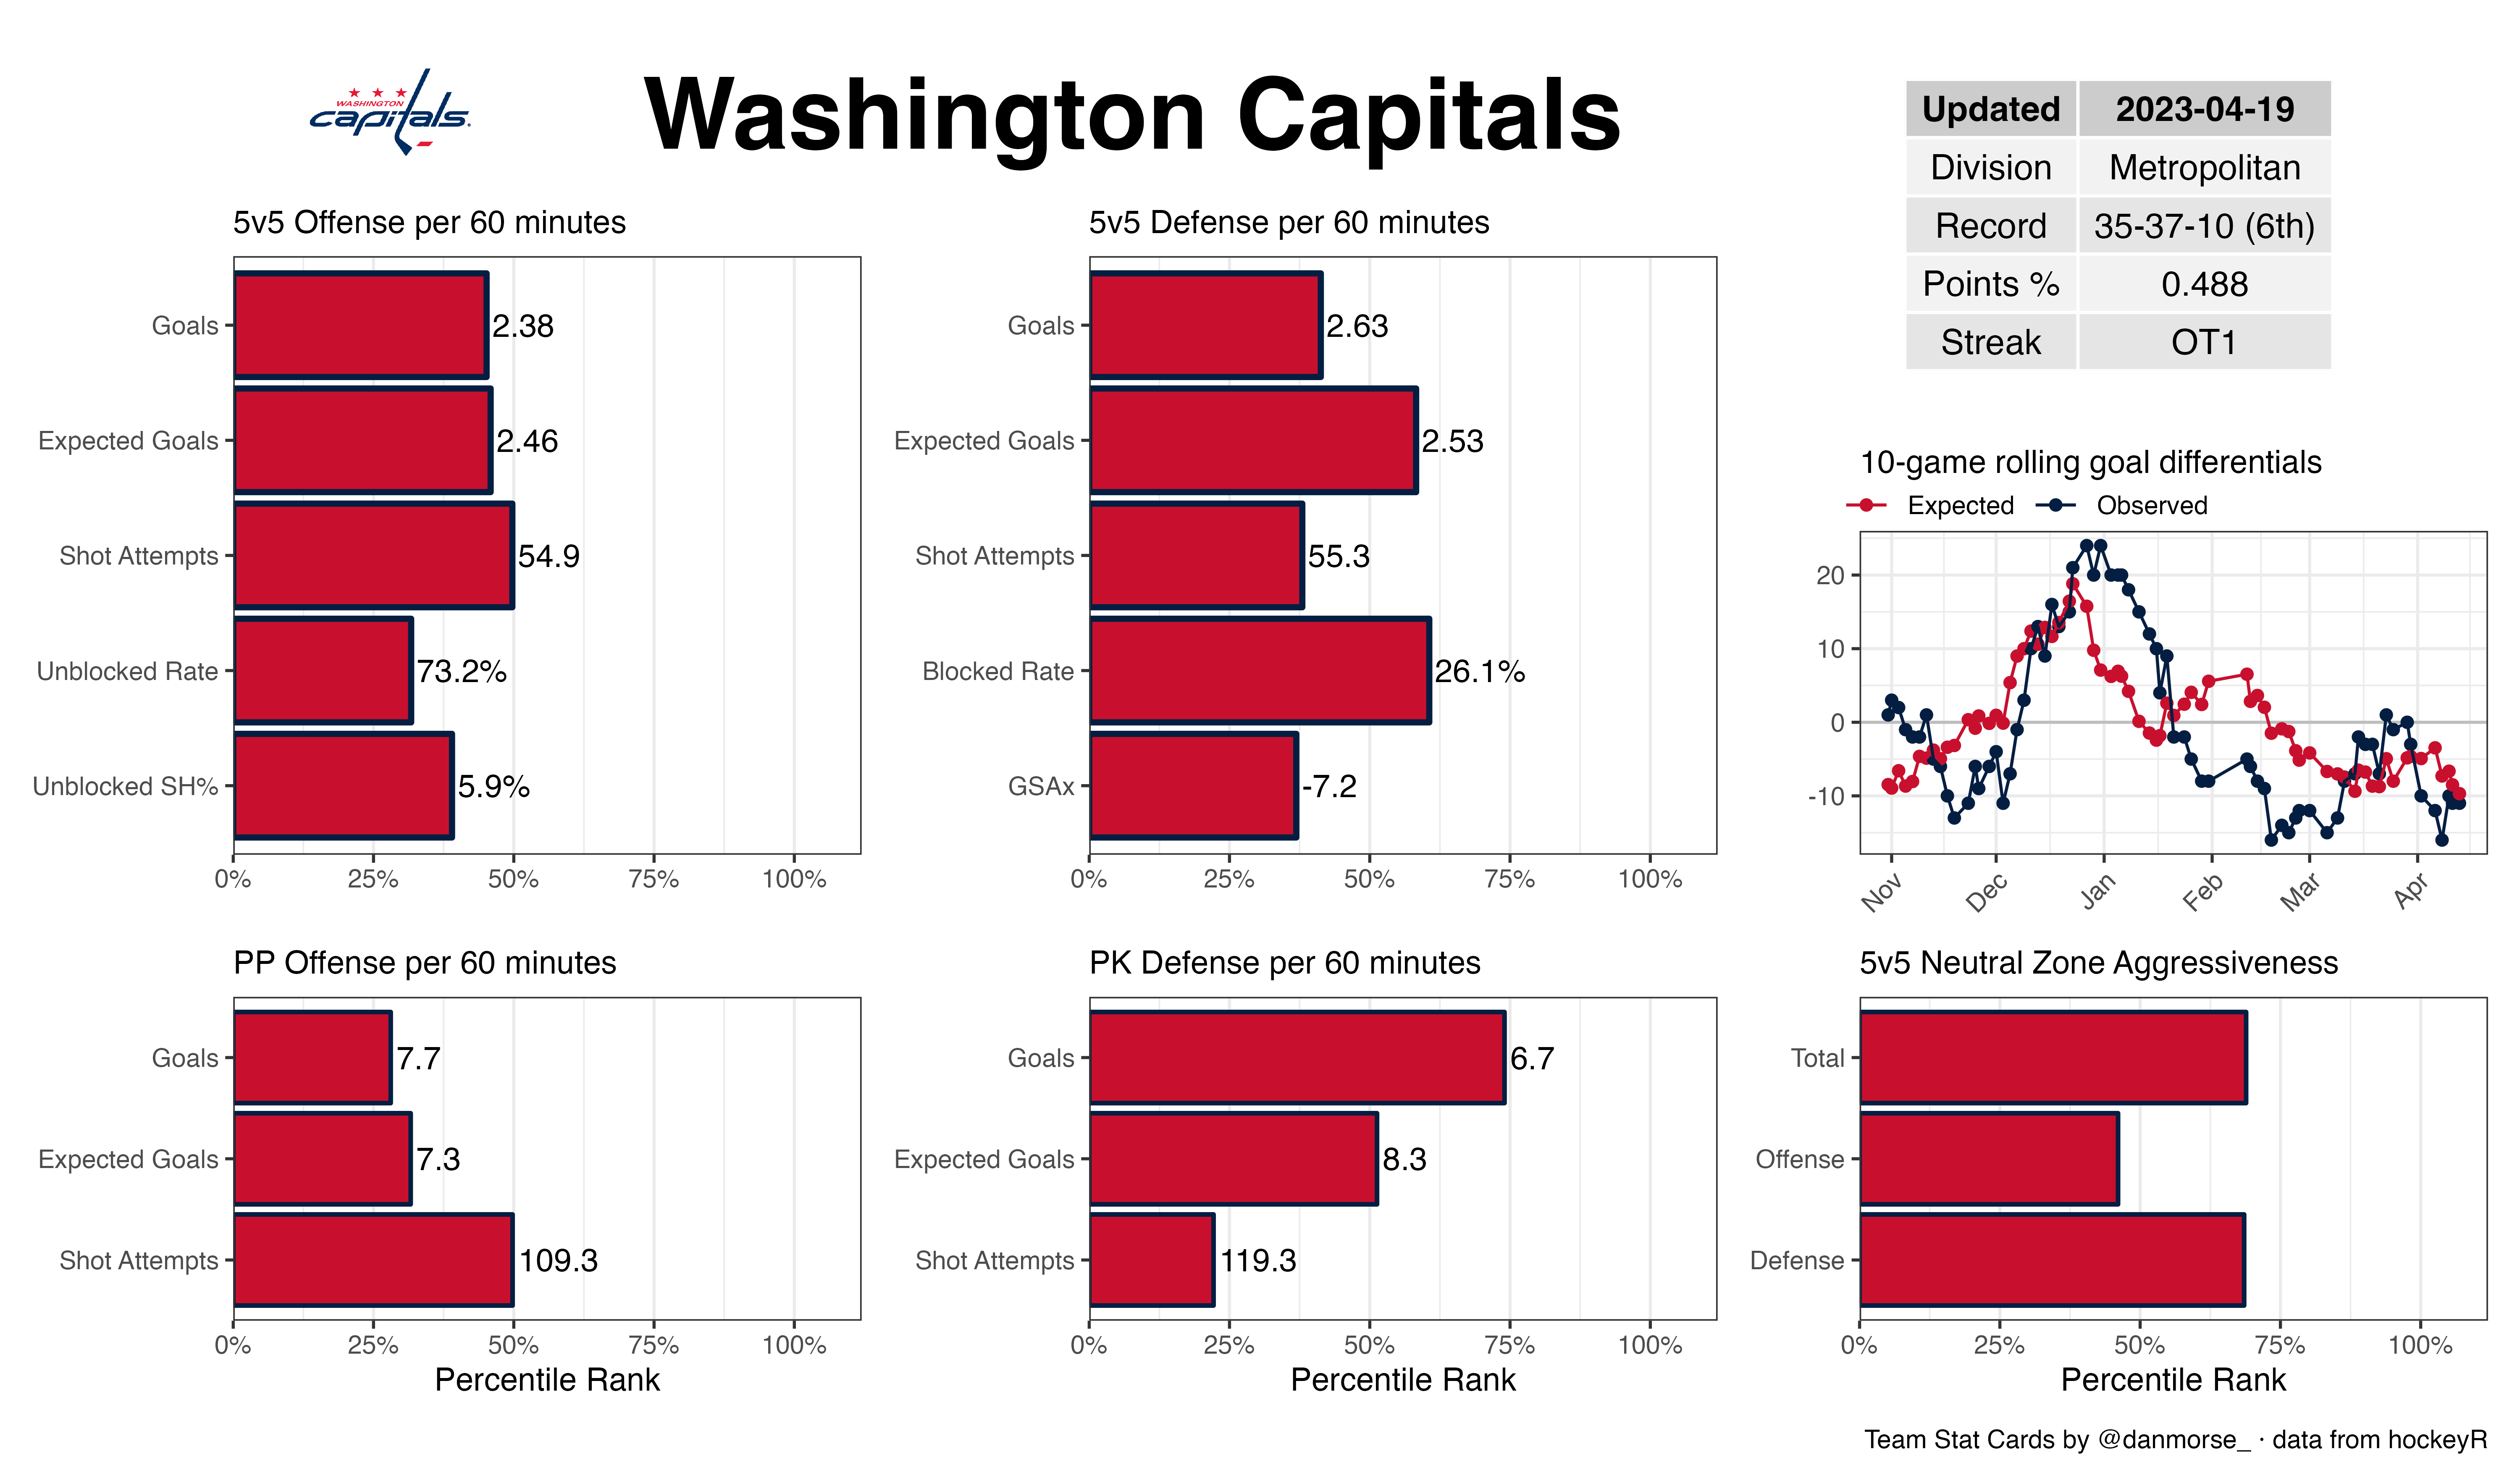 WASHINGTON
capitals.
Washington Capitals
Updated 2023-04-19
Division Metropolitan
Record 35-37-10 (6th)
Points % 0.488
Streak OT1
5v5 Offense per 60 minutes
Goals 2.38
Expected Goals 2.46
Shot Attempts 54.9
Unblocked Rate 73.2%
Unblocked SH% 5.9%
0% 25% 50% 75% 100%
5v5 Defense per 60 minutes
Goals 2.63
Expected Goals 2.53
Shot Attempts 55.3
Blocked Rate 26.1%
GSAx -7.2
0% 25% 50% 75% 100%
10-game rolling goal differentials
Expected Observed
20
10
0
-10
Nov Dec Jan Feb Mar Apr
PP Offense per 60 minutes
Goals 7.7
Expected Goals 7.3
Shot Attempts 109.3
0% 25% 50% 75% 100%
Percentile Rank
PK Defense per 60 minutes
Goals 6.7
Expected Goals 8.3
Shot Attempts 119.3
0% 25% 50% 75% 100%
Percentile Rank
5v5 Neutral Zone Aggressiveness
Total
Offense
Defense
0% 25% 50% 75% 100%
Percentile Rank
Team Stat Cards by @danmorse_ · data from hockeyR